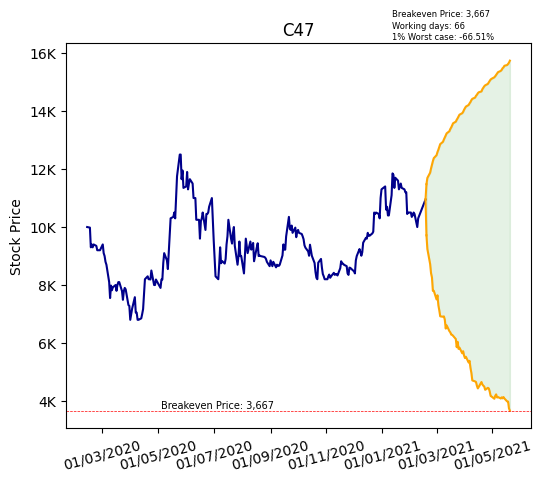 Breakeven Price: 3,667
Working days: 66
1% Worst case: -66.51%
C47
Stock Price
16K
14K
12K
10K
8K
6K
4K
Breakeven Price: 3,667
01/03/2020
01/05/2020
01/07/2020
01/09/2020
01/11/2020
01/01/2021
01/03/2021
01/05/2021